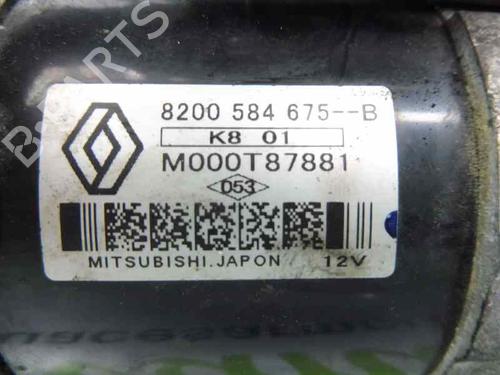 8200 584 675--B
K8 01
M000T87881
D53
MITSUBISHI.JAPON 12V
PARTS